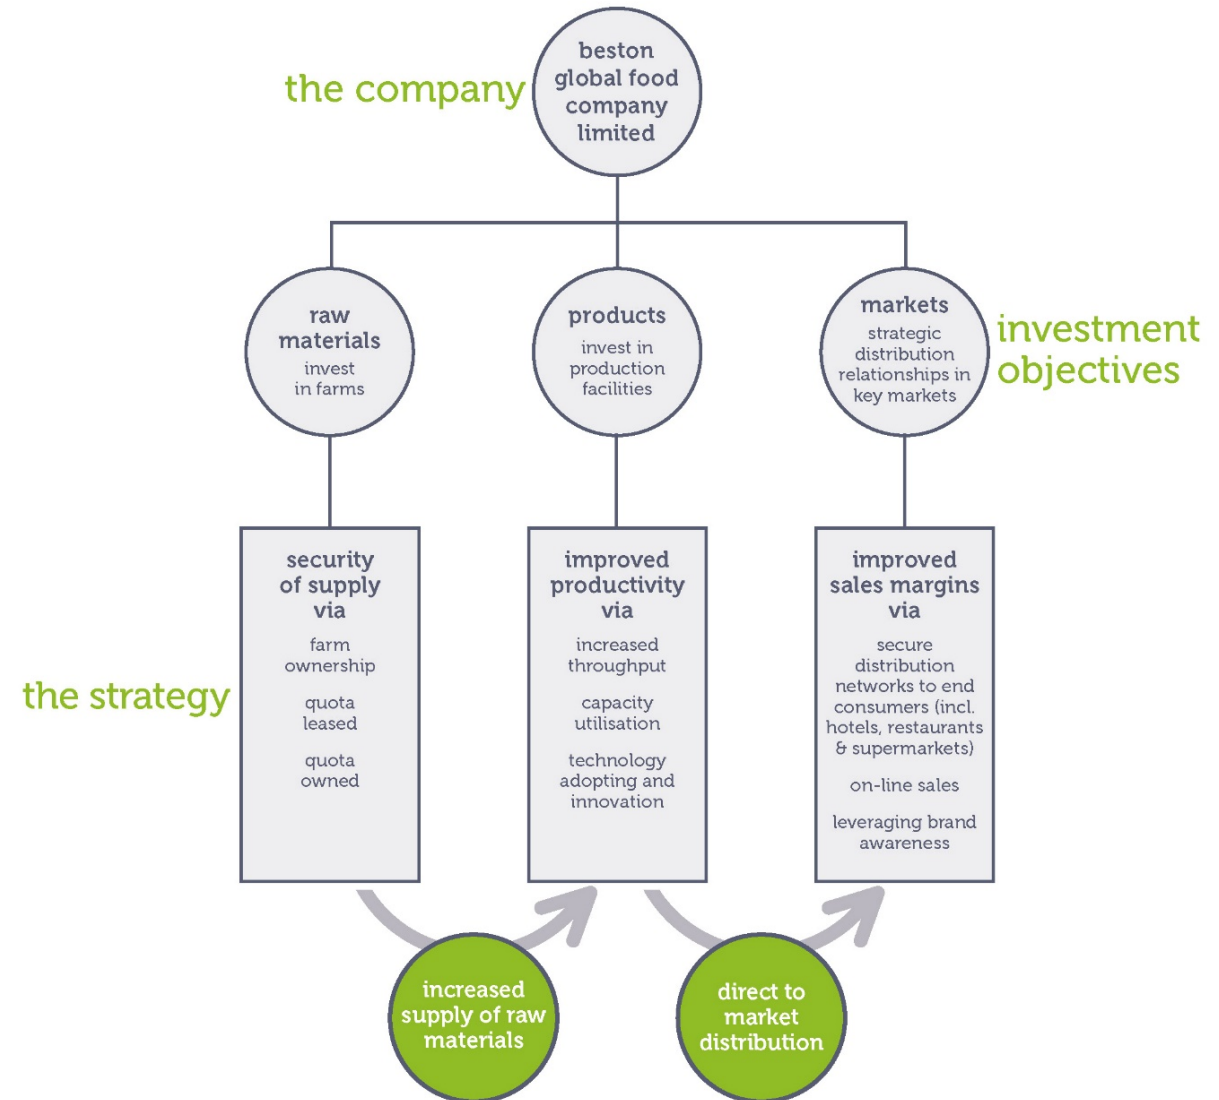 beston
global food
company
limited
the company
raw
materials
invest
in farms
products
invest in
production
facilities
markets
strategic
distribution
relationships in
key markets
investment
objectives
security
of supply
via
farm
ownership
quota
leased
quota
owned
improved
productivity
via
increased
throughput
capacity
utilisation
technology
adopting and
innovation
improved
sales margins
via
secure
distribution
networks to end
consumers (incl.
hotels, restaurants
& supermarkets)
on-line sales
leveraging brand
awareness
the strategy
increased
supply of raw
materials
direct to
market
distribution